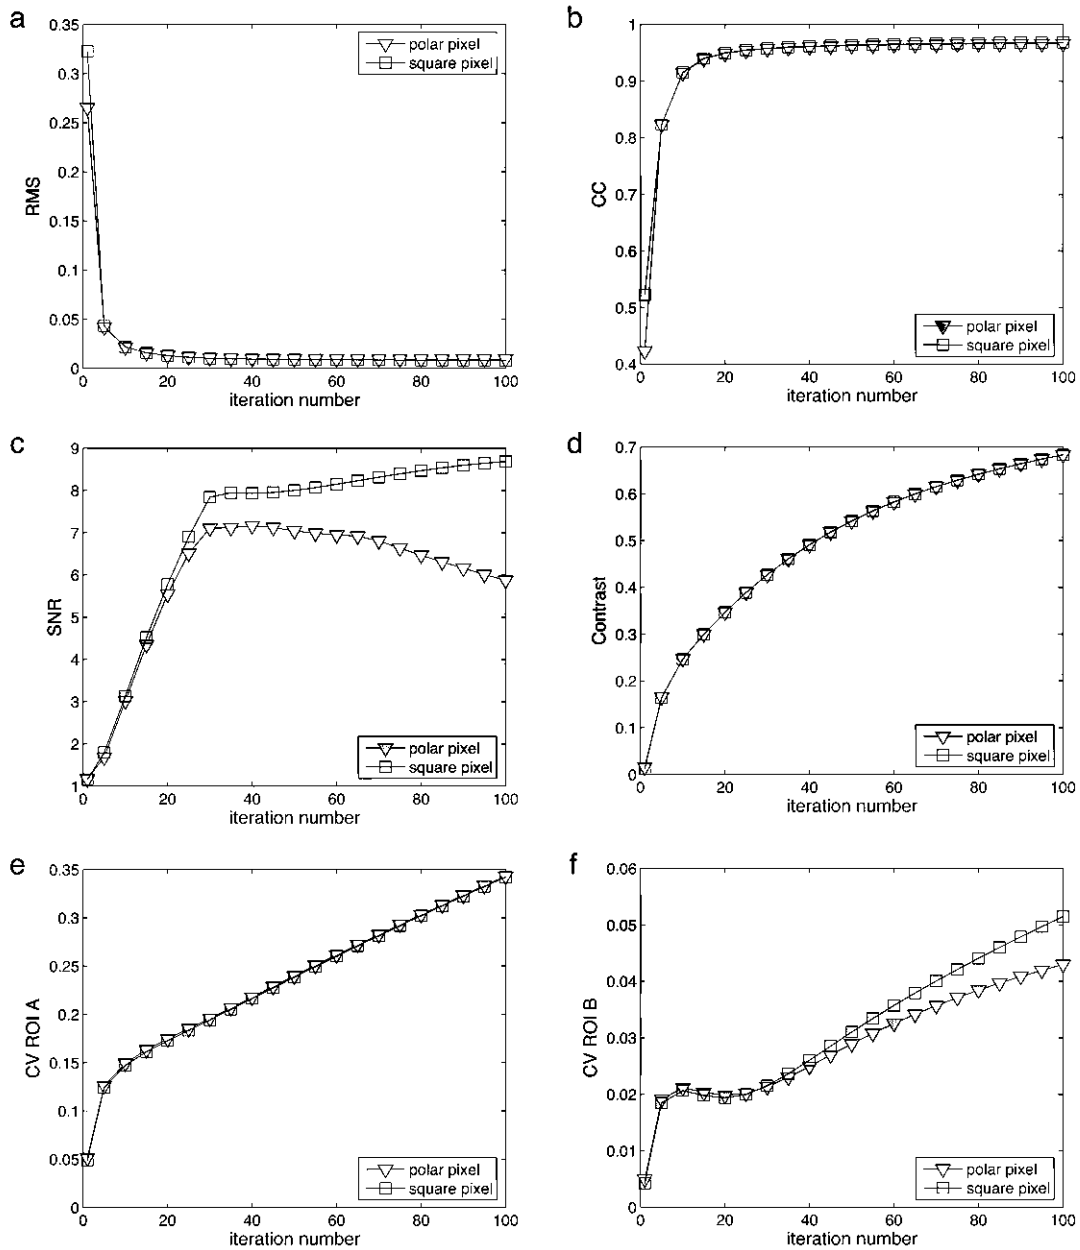 a
0.35
0.3
0.25
0.2
0.15
0.1
0.05
0
0 20 40 60 80 100
RMS
iteration number
polar pixel
square pixel
b
1
0.9
0.8
0.7
0.6
0.5
0.4
0 20 40 60 80 100
CC
iteration number
polar pixel
square pixel
c
9
8
7
6
5
4
3
2
1
0 20 40 60 80 100
SNR
iteration number
polar pixel
square pixel
d
0.7
0.6
0.5
0.4
0.3
0.2
0.1
0
0 20 40 60 80 100
Contrast
iteration number
polar pixel
square pixel
e
0.35
0.3
0.25
0.2
0.15
0.1
0.05
0
0 20 40 60 80 100
CV ROI A
iteration number
polar pixel
square pixel
f
0.06
0.05
0.04
0.03
0.02
0.01
0
0 20 40 60 80 100
CV ROI B
iteration number
polar pixel
square pixel